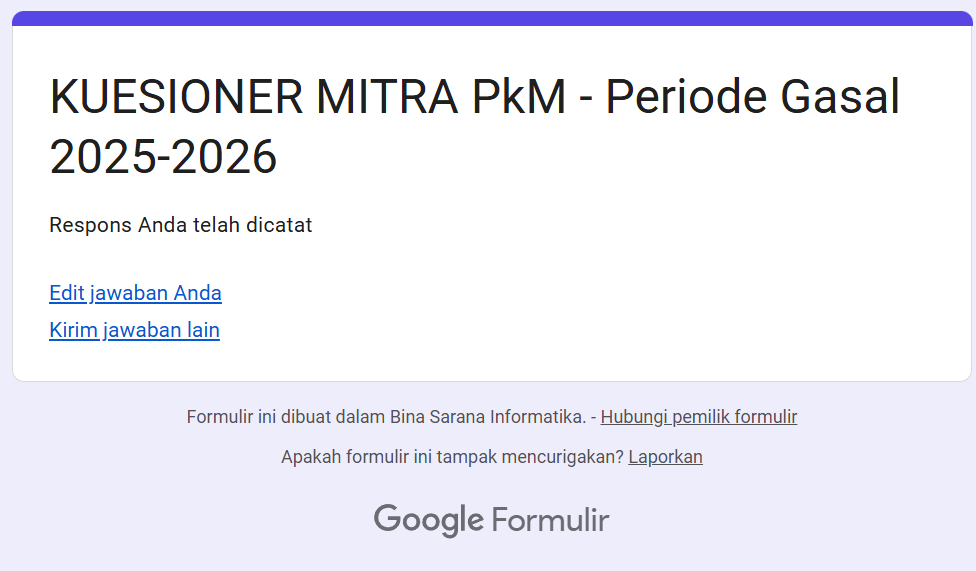 KUESIONER MITRA PkM - Periode Gasal
2025-2026
Respons Anda telah dicatat
Edit jawaban Anda
Kirim jawaban lain
Formulir ini dibuat dalam Bina Sarana Informatika. - Hubungi pemilik formulir
Apakah formulir ini tampak mencurigakan? Laporkan
Google Formulir